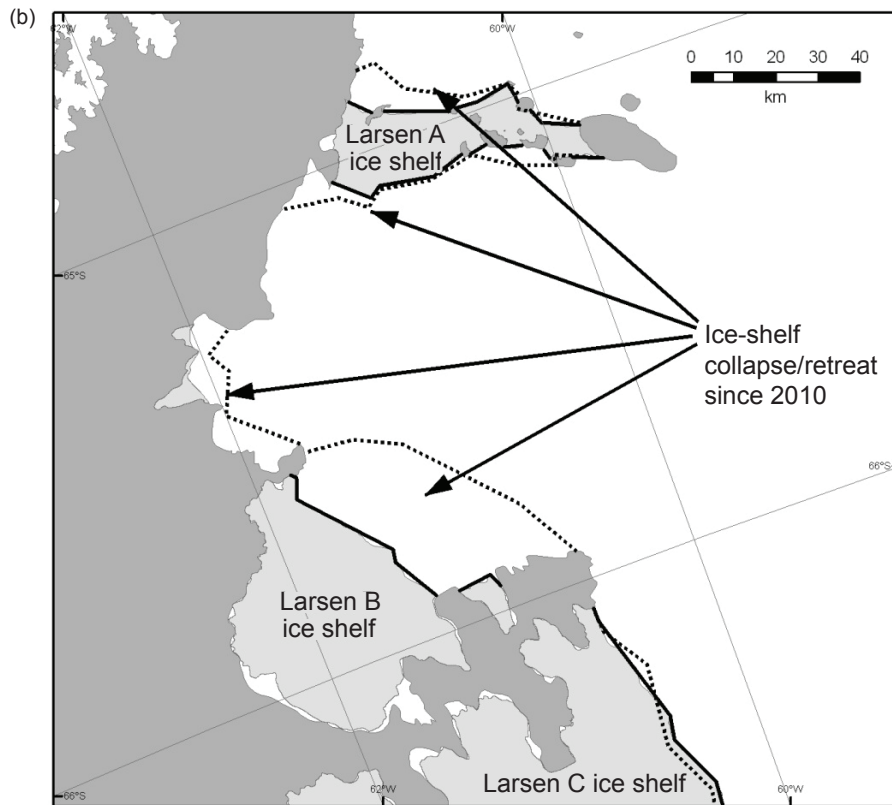 (b)
62°W
60°W
0 10 20 30 40
km
Larsen A
ice shelf
65°S
Ice-shelf
collapse/retreat
since 2010
66°S
Larsen B
ice shelf
Larsen C ice shelf
66°S
62°W
60°W